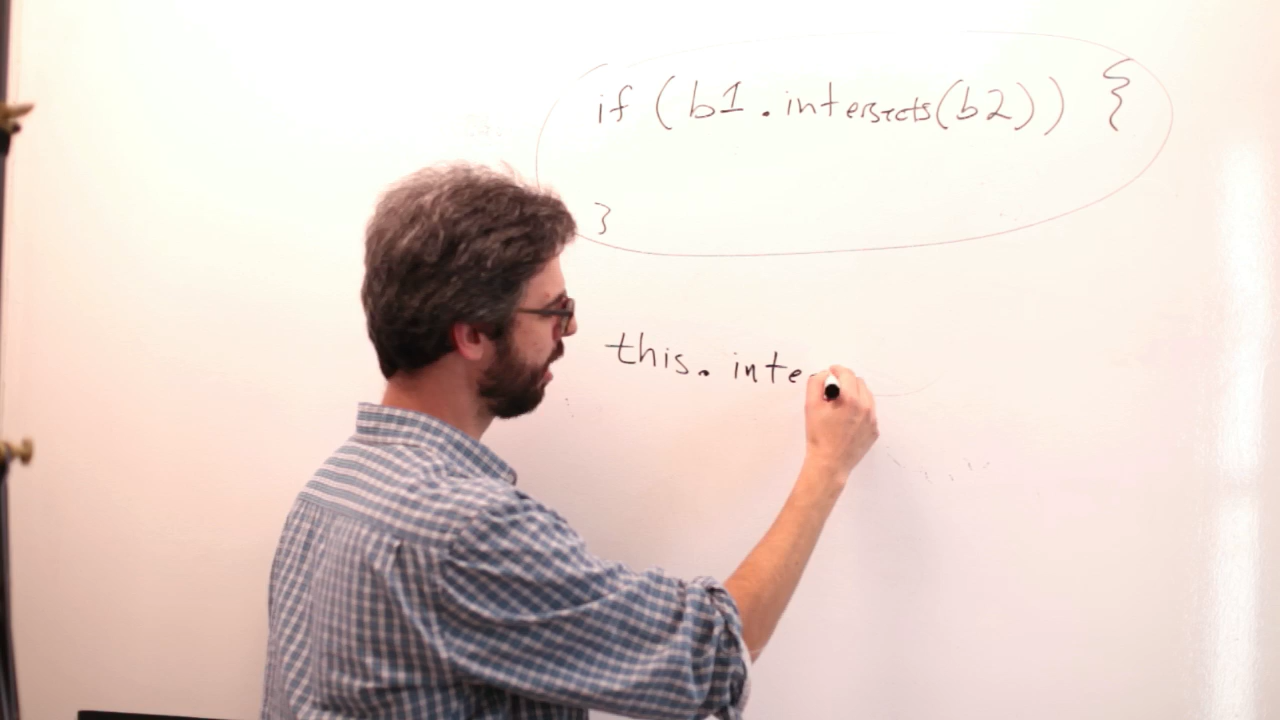 if (b1.intersects(b2)) {
}
this.inte